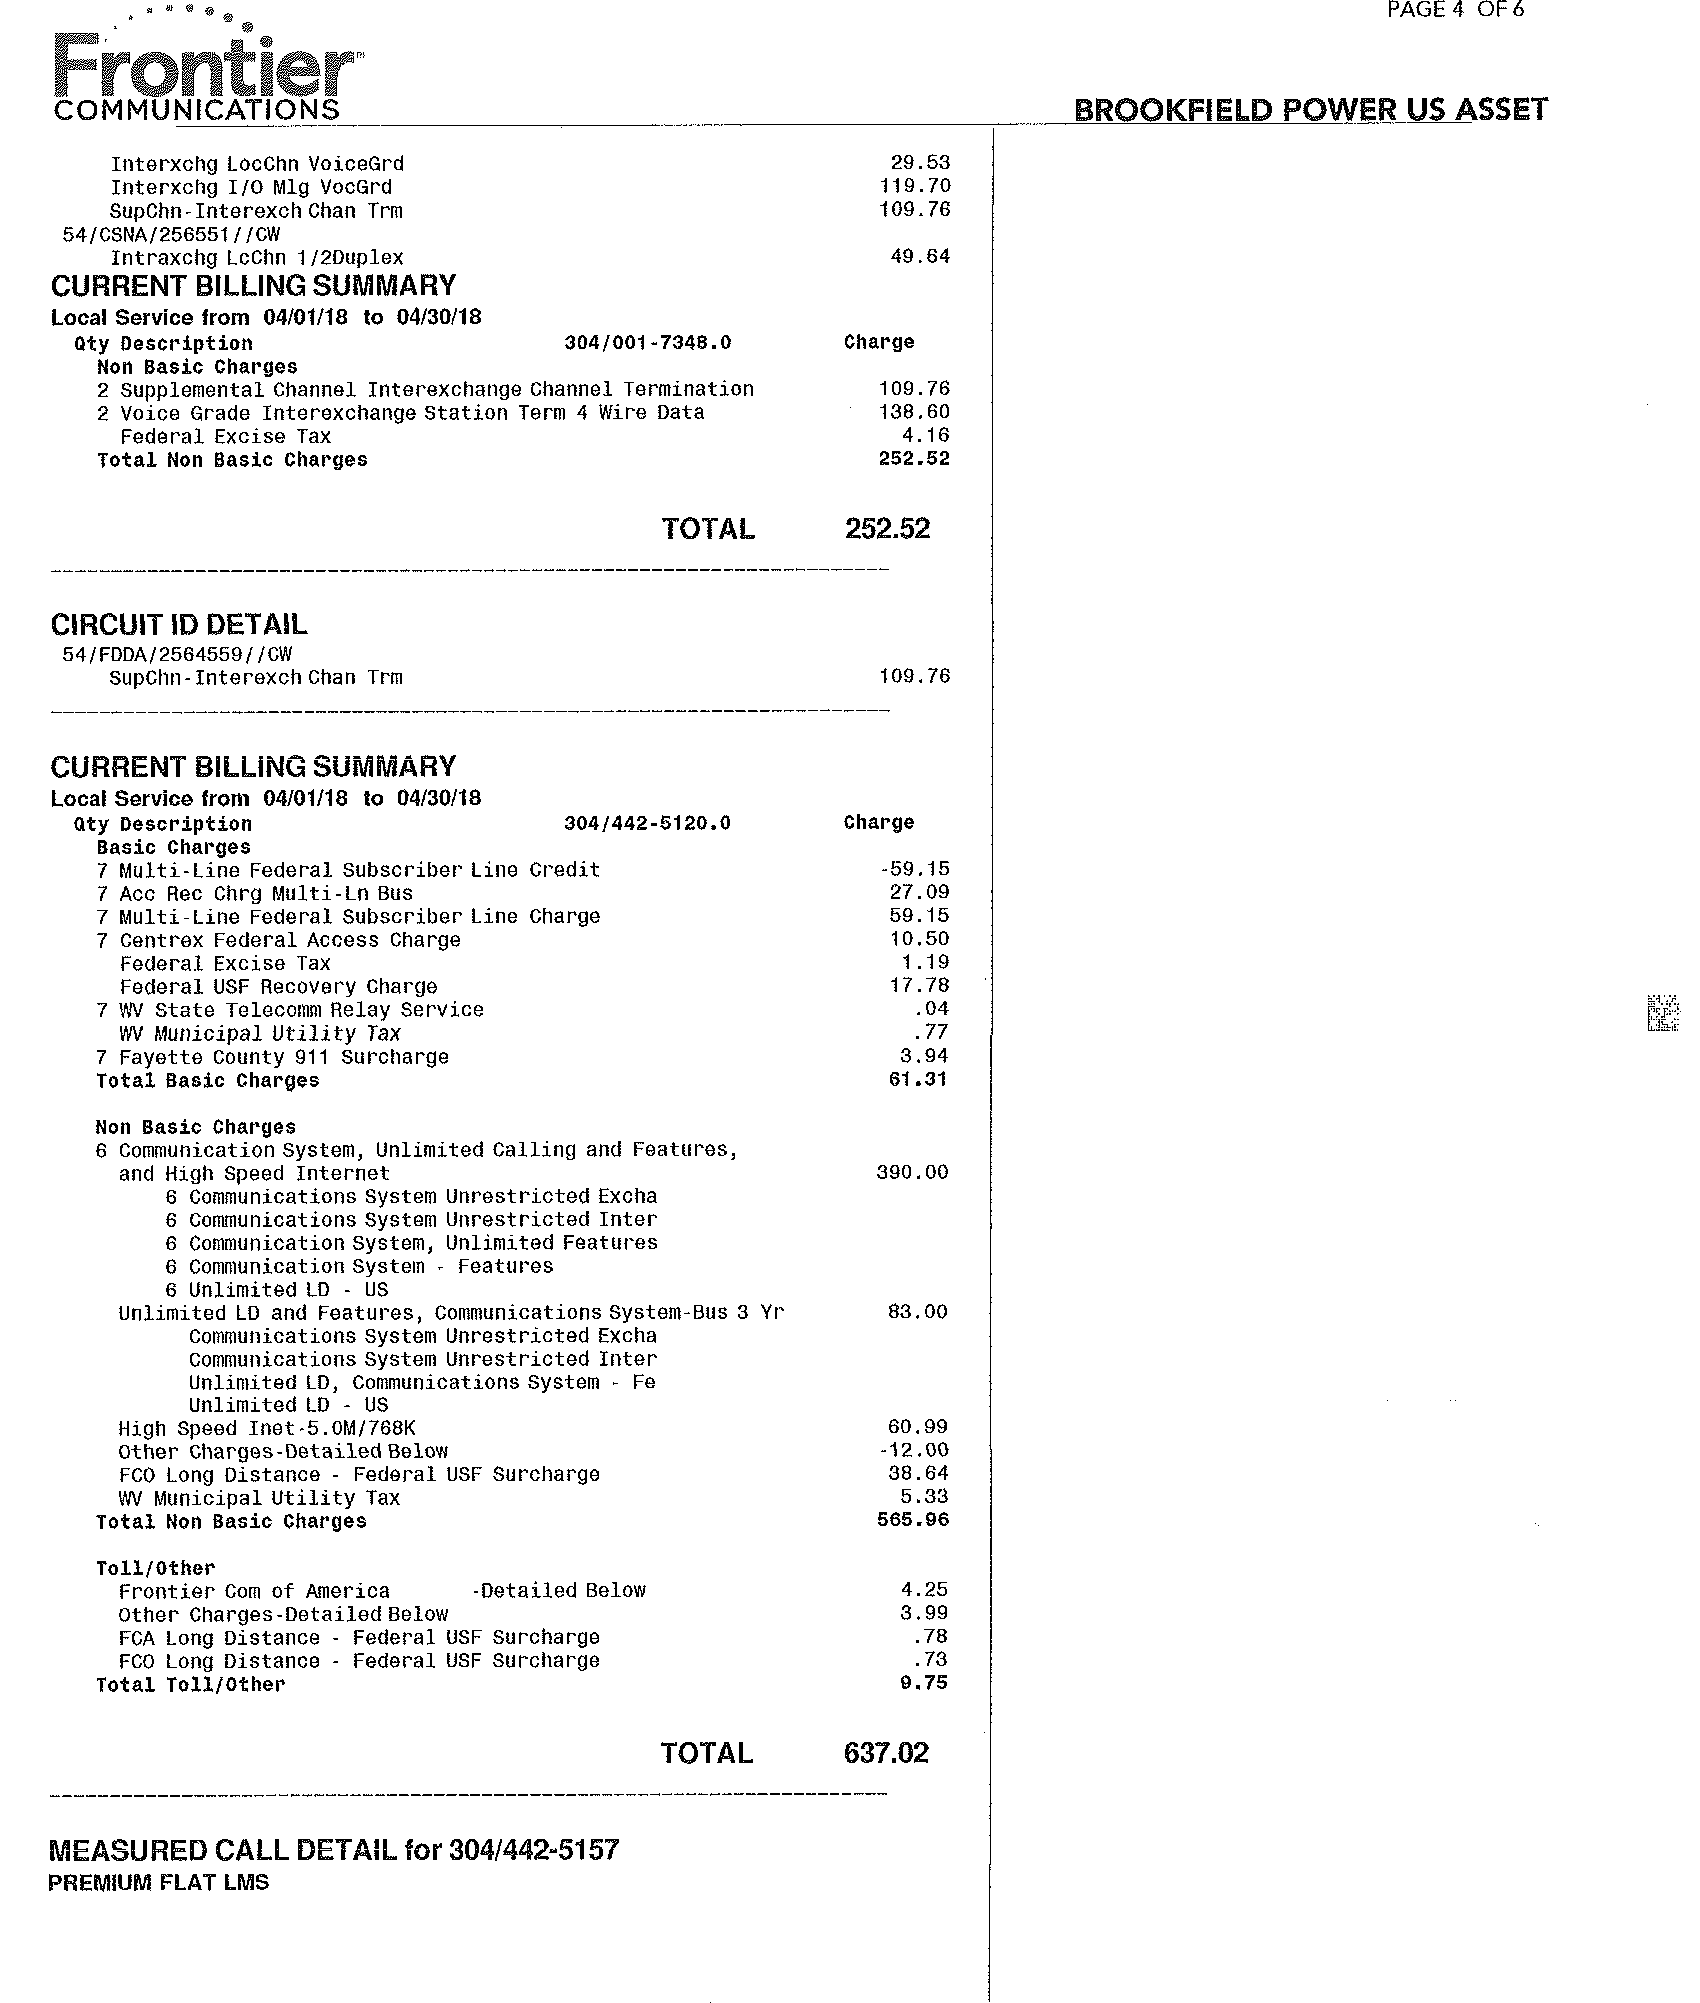 PAGE 4 OF 6
Frontier
COMMUNICATIONS
BROOKFIELD POWER US ASSET
Interxchg LocChn VoiceGrd 29.53
Interxchg I/O Mlg VocGrd 119.70
SupChn-Interexch Chan Trm 109.76
54/CSNA/256551//CW
Intraxchg LcChn 1/2Duplex 49.64
CURRENT BILLING SUMMARY
Local Service from 04/01/18 to 04/30/18
Qty Description 304/001-7348.0 Charge
Non Basic Charges
2 Supplemental Channel Interexchange Channel Termination 109.76
2 Voice Grade Interexchange Station Term 4 Wire Data 138.60
Federal Excise Tax 4.16
Total Non Basic Charges 252.52
TOTAL 252.52
CIRCUIT ID DETAIL
54/FDDA/2564559//CW
SupChn-Interexch Chan Trm 109.76
CURRENT BILLING SUMMARY
Local Service from 04/01/18 to 04/30/18
Qty Description 304/442-5120.0 Charge
Basic Charges
7 Multi-Line Federal Subscriber Line Credit -59.15
7 Acc Rec Chrg Multi-Ln Bus 27.09
7 Multi-Line Federal Subscriber Line Charge 59.15
7 Centrex Federal Access Charge 10.50
Federal Excise Tax 1.19
Federal USF Recovery Charge 17.78
7 WV State Telecomm Relay Service .04
WV Municipal Utility Tax .77
7 Fayette County 911 Surcharge 3.94
Total Basic Charges 61.31
Non Basic Charges
6 Communication System, Unlimited Calling and Features,
and High Speed Internet 390.00
6 Communications System Unrestricted Excha
6 Communications System Unrestricted Inter
6 Communication System, Unlimited Features
6 Communication System - Features
6 Unlimited LD - US
Unlimited LD and Features, Communications System-Bus 3 Yr 83.00
Communications System Unrestricted Excha
Communications System Unrestricted Inter
Unlimited LD, Communications System - Fe
Unlimited LD - US
High Speed Inet-5.0M/768K 60.99
Other Charges-Detailed Below -12.00
FCO Long Distance - Federal USF Surcharge 38.64
WV Municipal Utility Tax 5.33
Total Non Basic Charges 565.96
Toll/Other
Frontier Com of America -Detailed Below 4.25
Other Charges-Detailed Below 3.99
FCA Long Distance - Federal USF Surcharge .78
FCO Long Distance - Federal USF Surcharge .73
Total Toll/Other 9.75
TOTAL 637.02
MEASURED CALL DETAIL for 304/442-5157
PREMIUM FLAT LMS